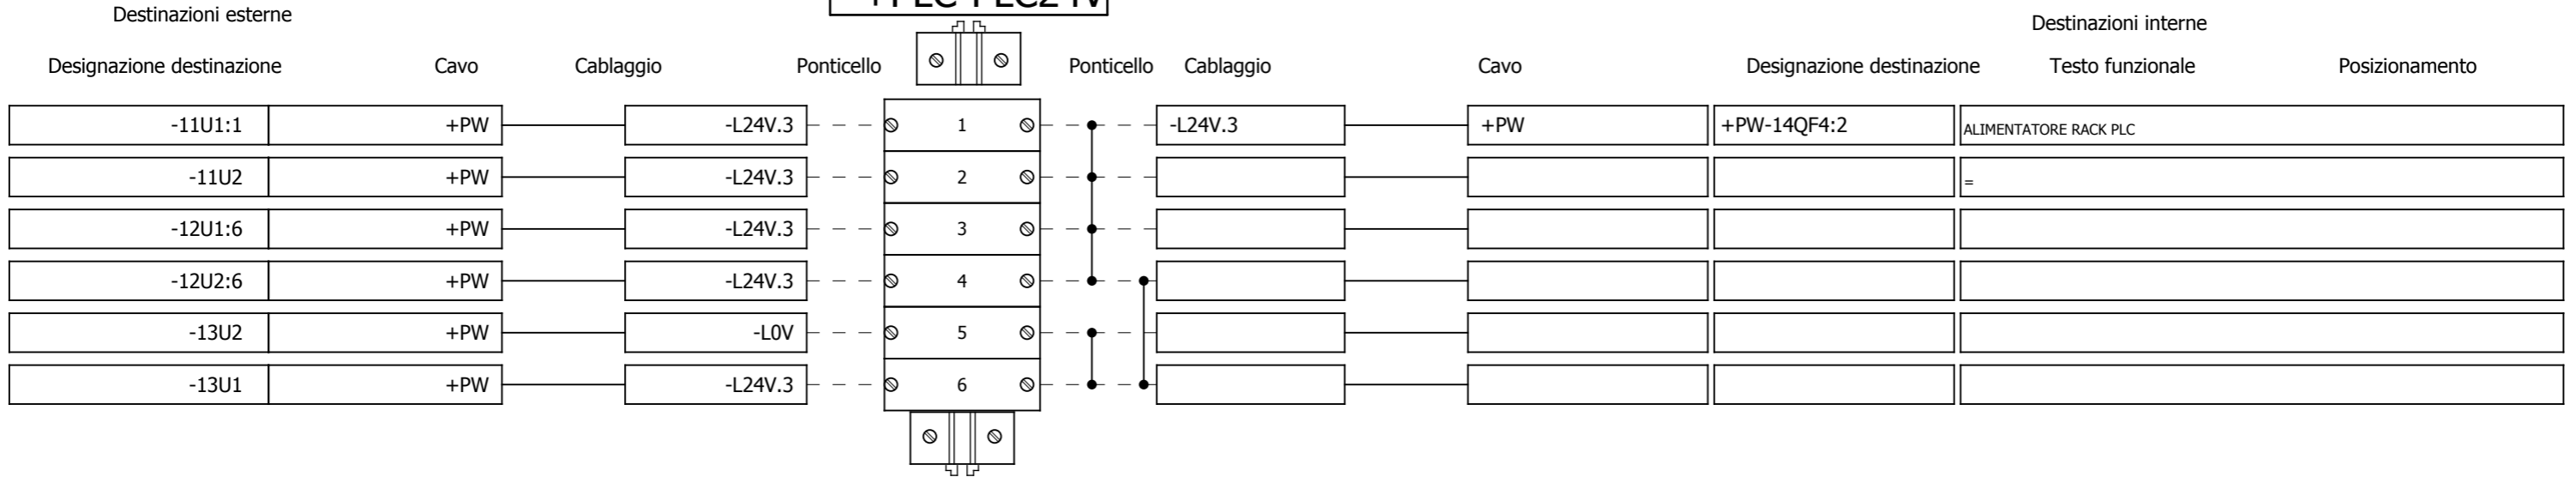 Destinazioni esterne
+PLC-PLC24V
Destinazioni interne
Designazione destinazione Cavo Cablaggio Ponticello Ponticello Cablaggio Cavo Designazione destinazione Testo funzionale Posizionamento
-11U1:1 +PW -L24V.3 1 -L24V.3 +PW +PW-14QF4:2 ALIMENTATORE RACK PLC
-11U2 +PW -L24V.3 2 =
-12U1:6 +PW -L24V.3 3
-12U2:6 +PW -L24V.3 4
-13U2 +PW -L0V 5
-13U1 +PW -L24V.3 6